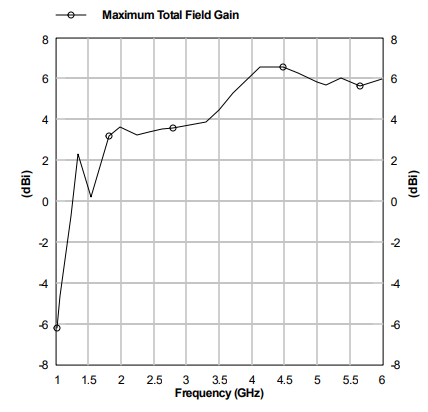 Maximum Total Field Gain
8 8
6 6
4 4
2 2
(dBi) (dBi)
0 0
-2 -2
-4 -4
-6 -6
-8 -8
1 1.5 2 2.5 3 3.5 4 4.5 5 5.5 6
Frequency (GHz)